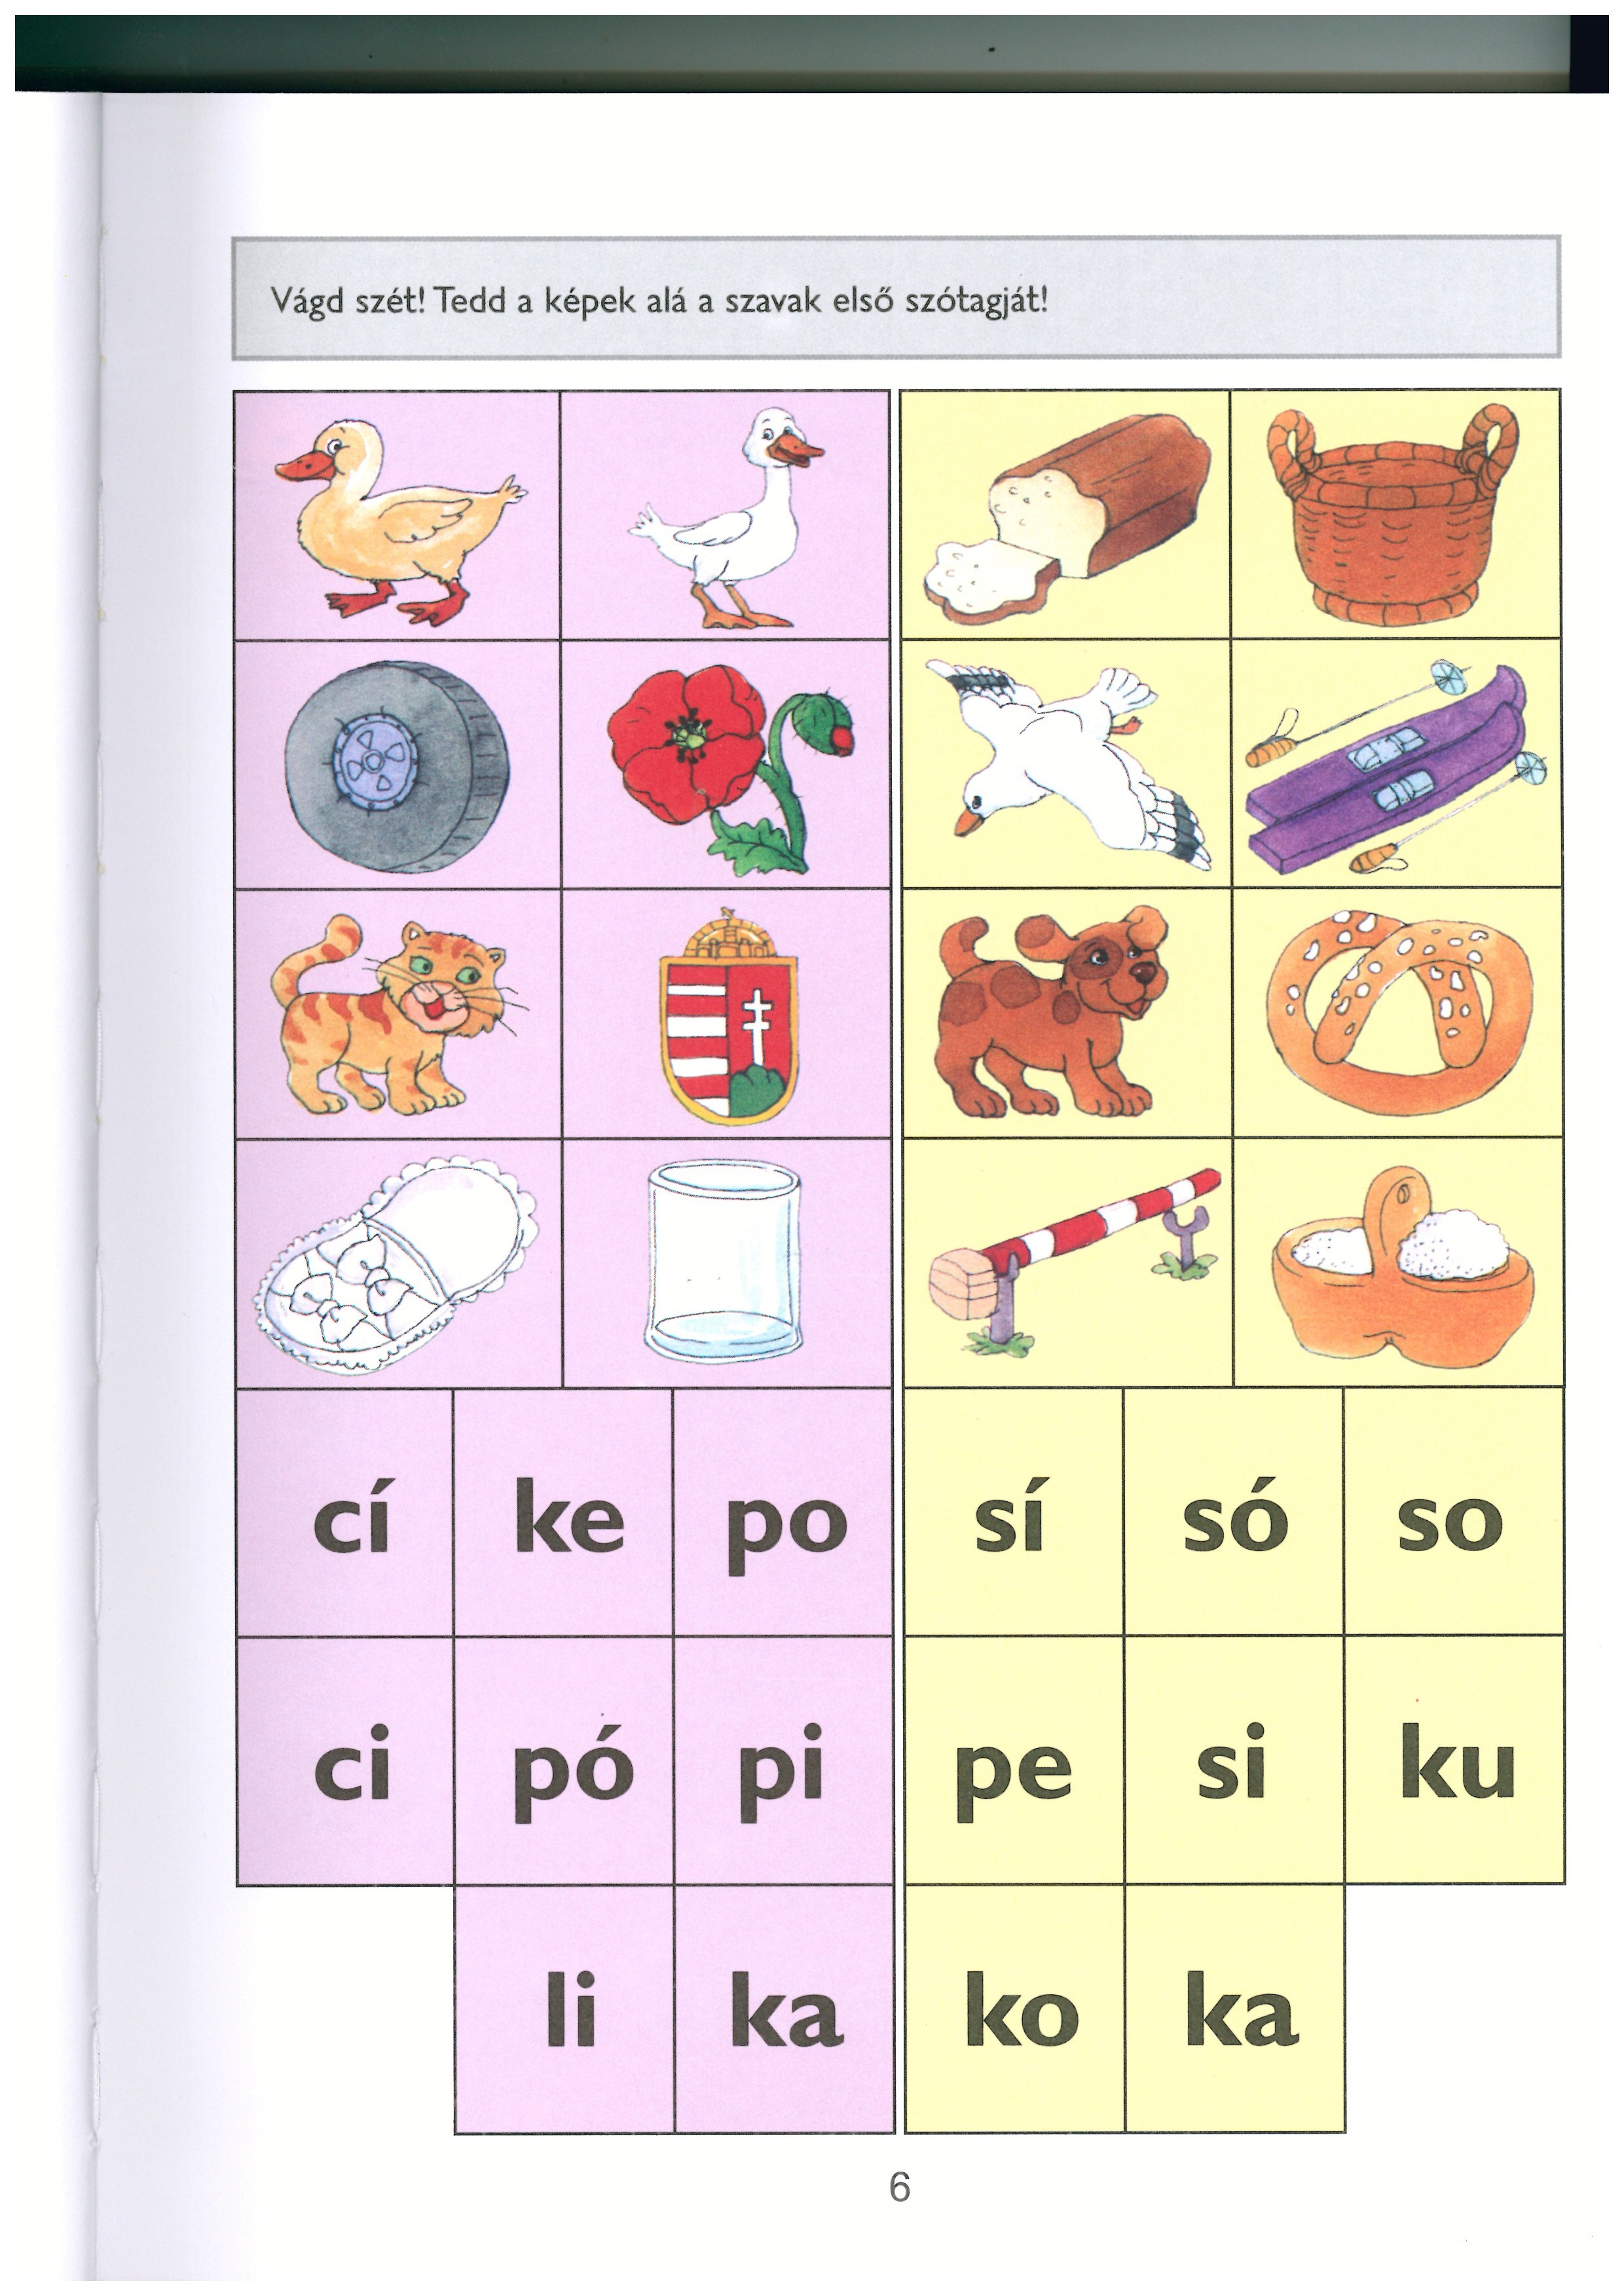 Vágd szét! Tedd a képek alá a szavak első szótagját!
cí ke po sí só so
ci pó pi pe si ku
li ka ko ka
6